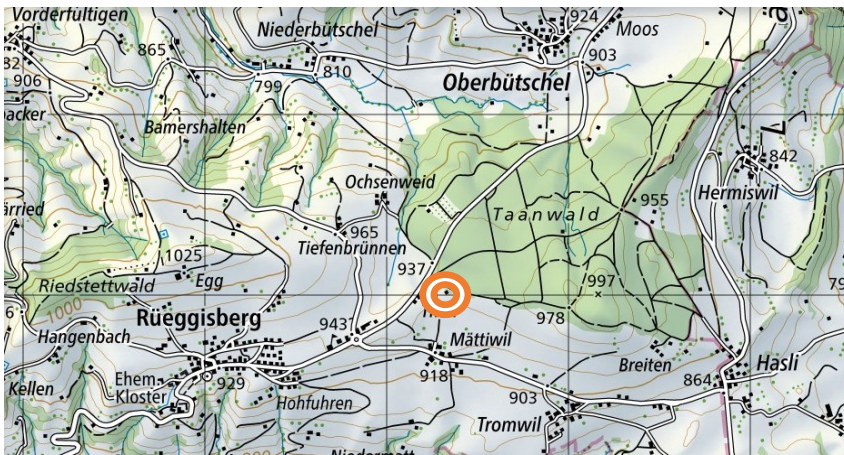 Vorderfultigen
924
Moos
Niederbütschel
865
903
906
810
Oberbütschel
799
Bamershalten
842
Ochsenweid
Hermiswil
955
Taanwald
965
Tiefenbrünnen
1025
937
Egg
997
Riedstettwald
1000
Rüeggisberg
978
943
Hangenbach
Mättiwil
Hasli
Breiten
918
864
Ehem.
Kloster
929
Kellen
Hohfuhren
903
Tromwil